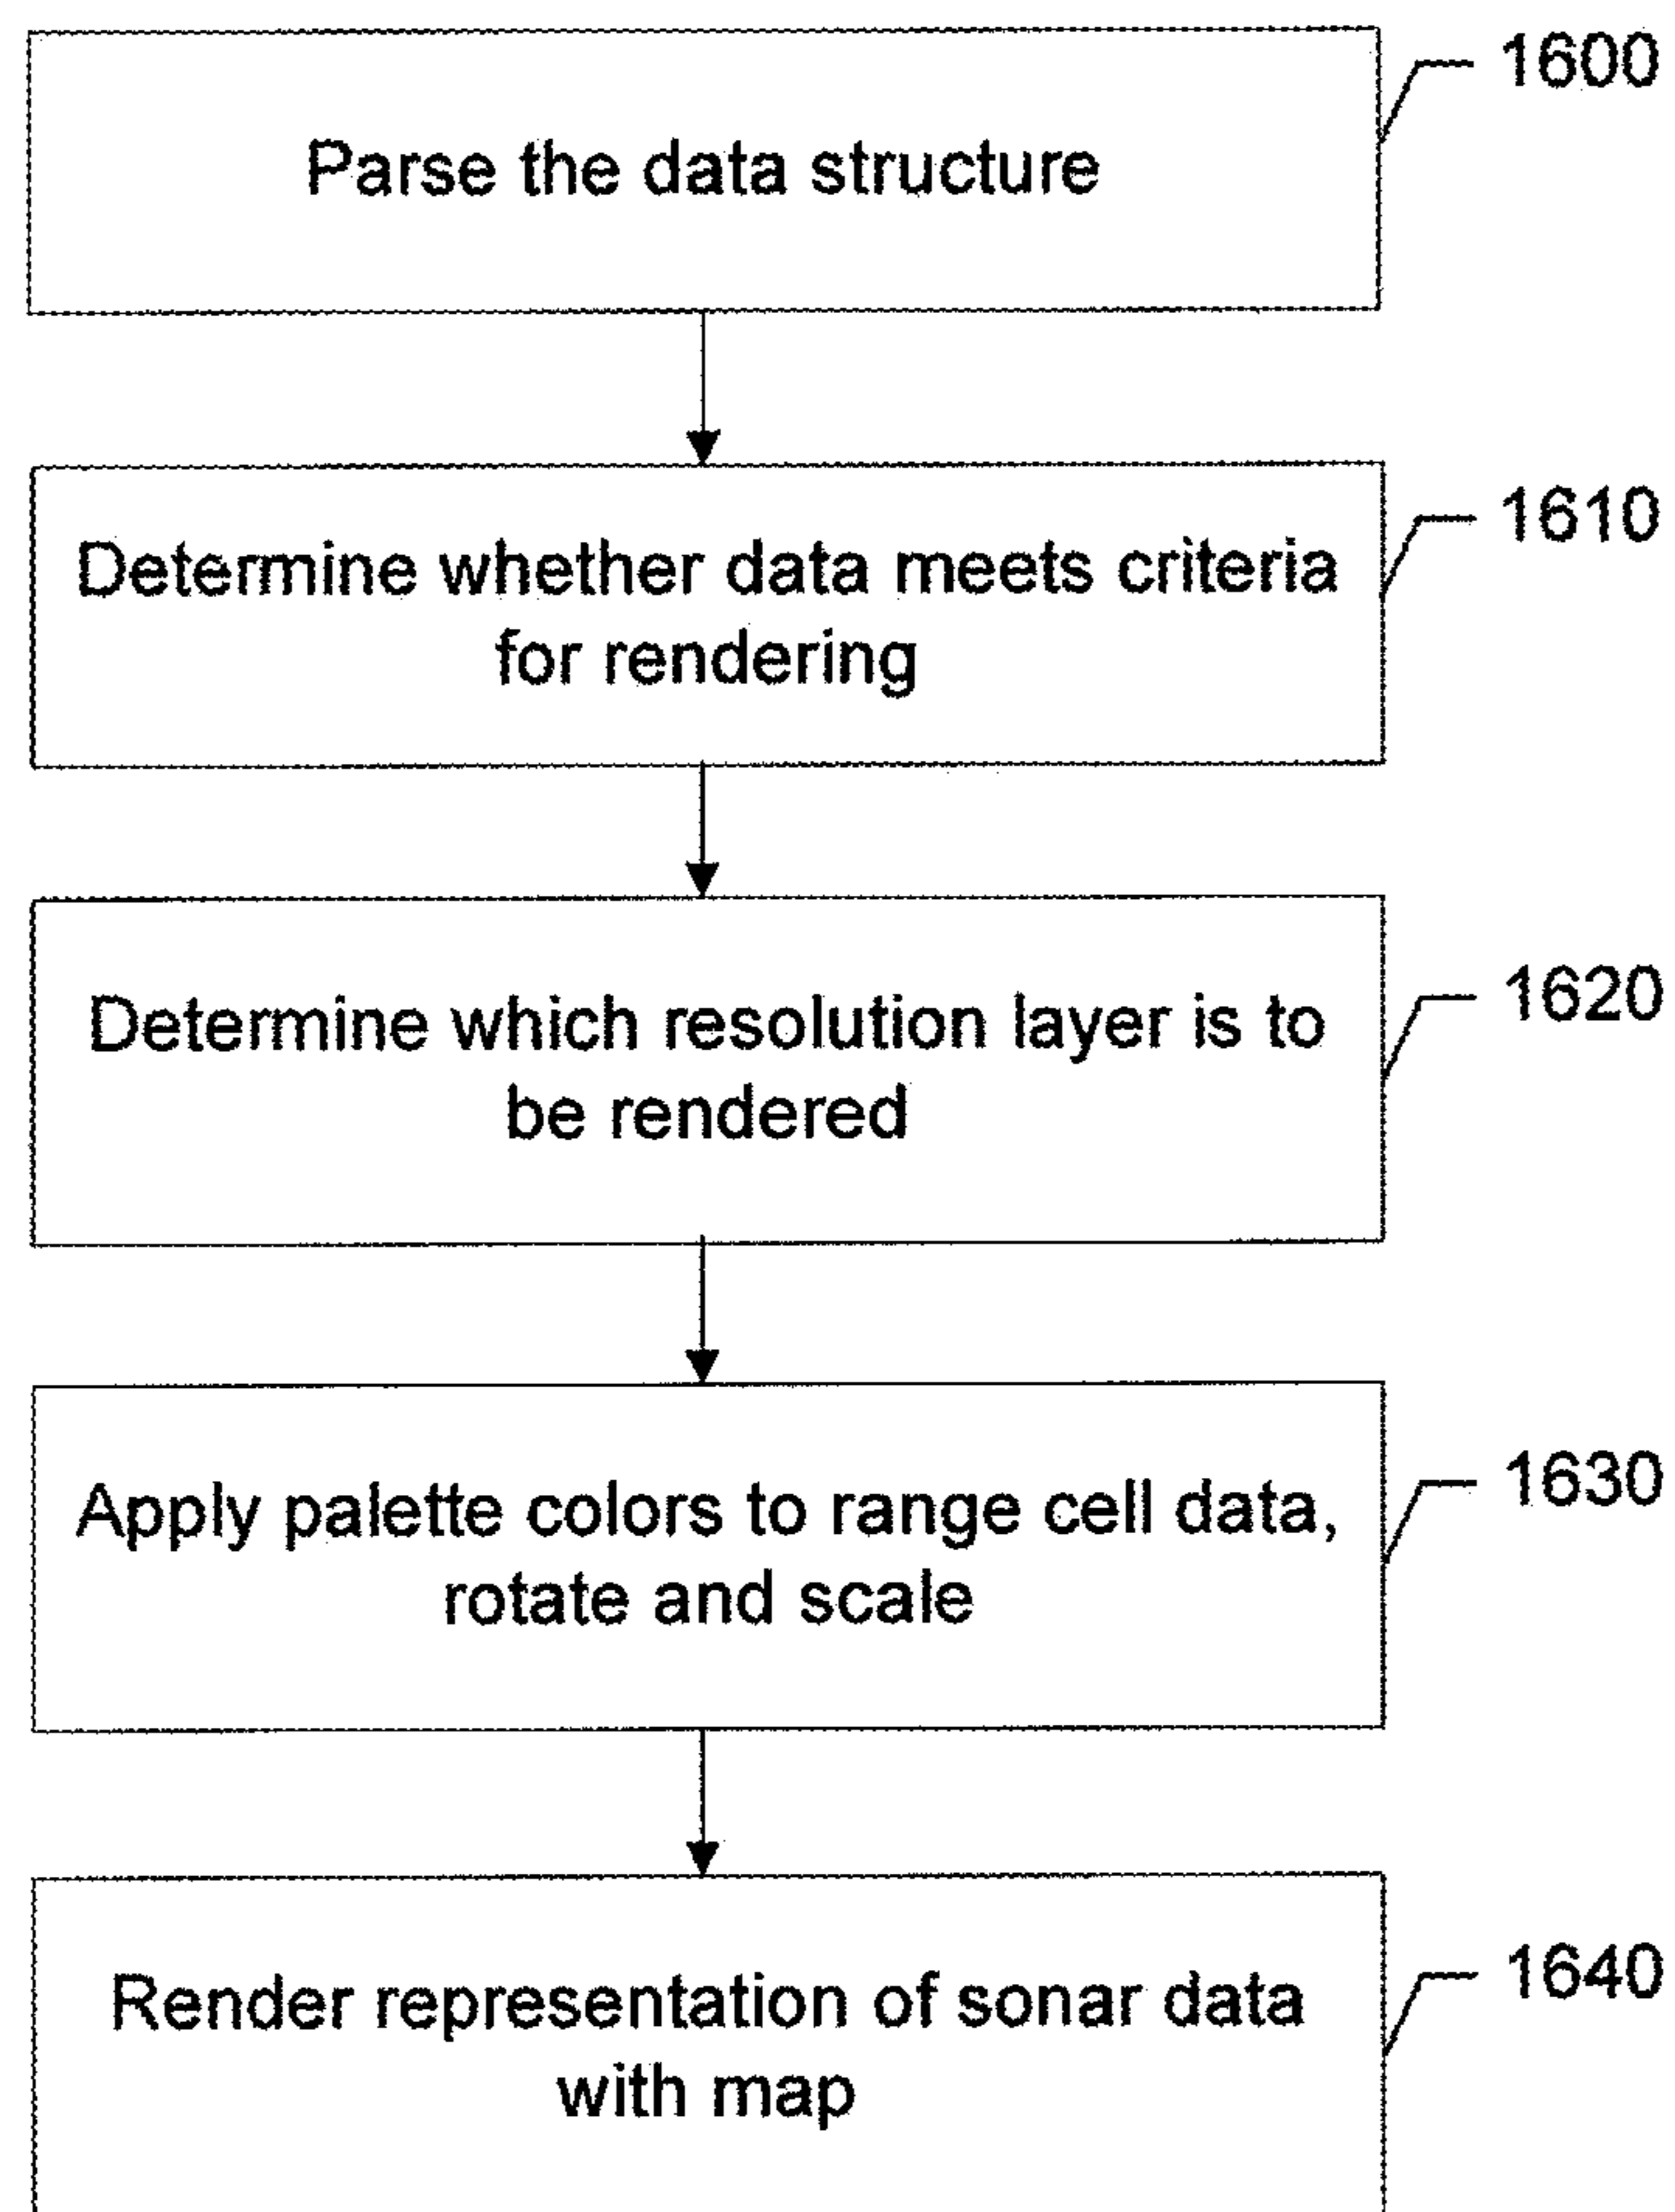 Parse the data structure
1600
Determine whether data meets criteria
for rendering
1610
Determine which resolution layer is to
be rendered
1620
Apply palette colors to range cell data,
rotate and scale
1630
Render representation of sonar data
with map
1640